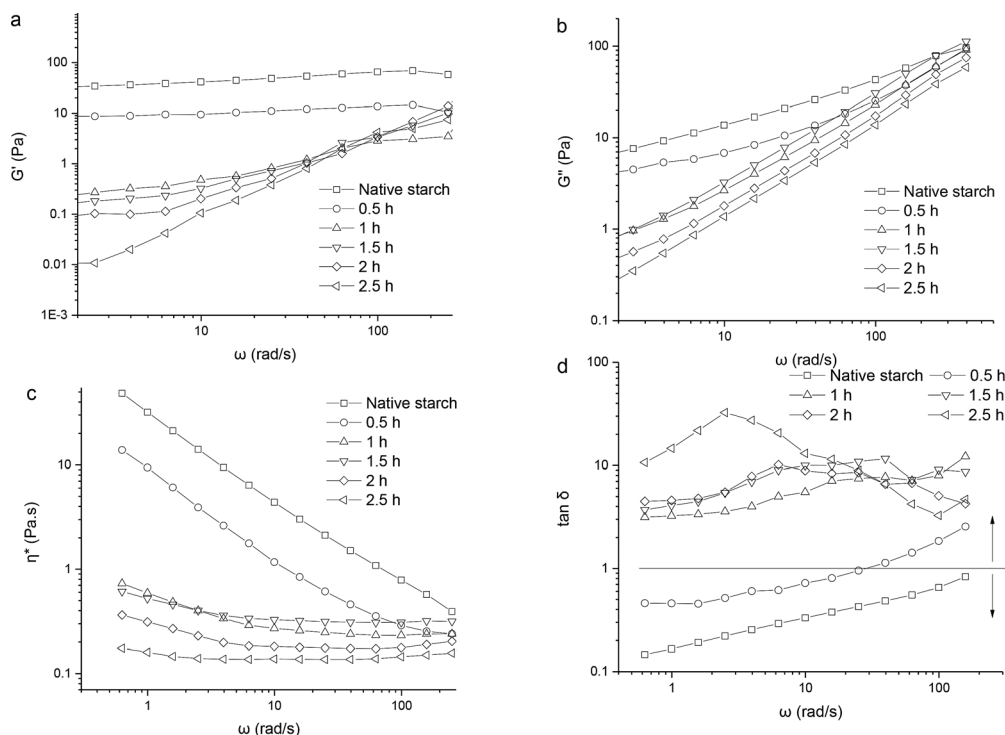 a
100
10
1
0.1
0.01
1E-3
G' (Pa)
10
100
ω (rad/s)
Native starch
0.5 h
1 h
1.5 h
2 h
2.5 h
b
100
10
1
0.1
G'' (Pa)
10
100
ω (rad/s)
Native starch
0.5 h
1 h
1.5 h
2 h
2.5 h
c
10
1
0.1
η* (Pa.s)
1
10
100
ω (rad/s)
Native starch
0.5 h
1 h
1.5 h
2 h
2.5 h
d
100
10
1
0.1
tan δ
1
10
100
ω (rad/s)
Native starch 0.5 h
1 h 1.5 h
2 h 2.5 h